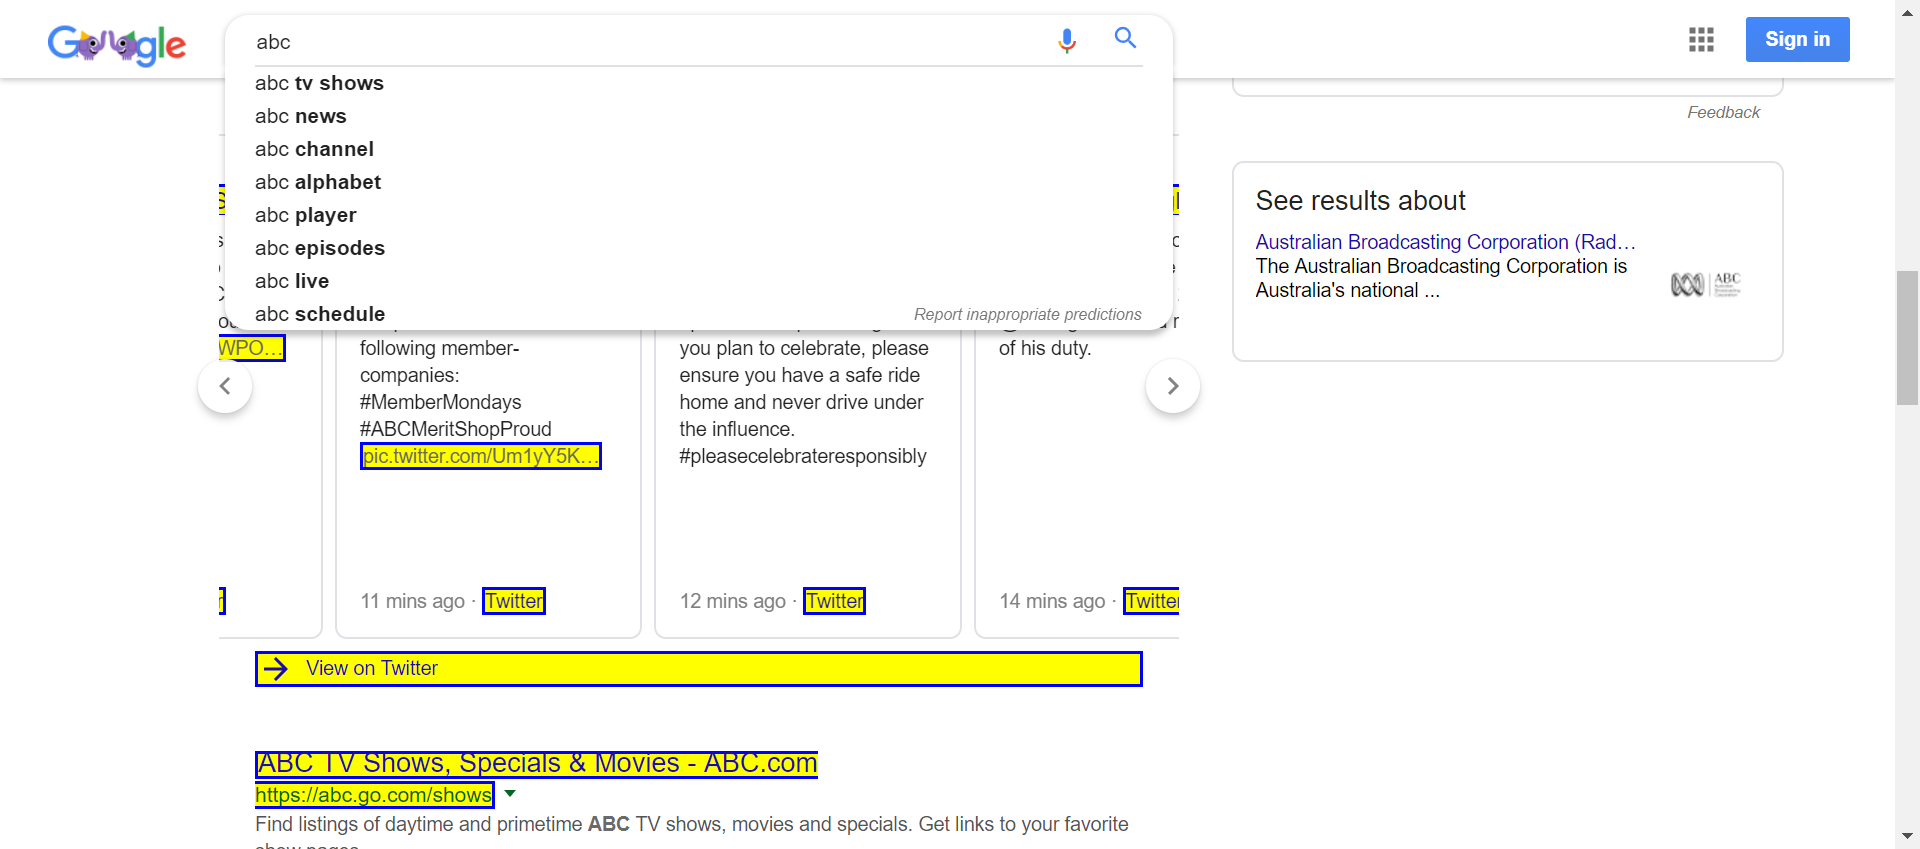 Google
abc
Sign in
abc tv shows
abc news
abc channel
abc alphabet
abc player
abc episodes
abc live
abc schedule
Report inappropriate predictions
Feedback
See results about
Australian Broadcasting Corporation (Rad…
The Australian Broadcasting Corporation is
Australia's national ...
ABC
WPO…
following member-
companies:
#MemberMondays
#ABCMeritShopProud
pic.twitter.com/Um1yY5K…
11 mins ago · Twitter
you plan to celebrate, please
ensure you have a safe ride
home and never drive under
the influence.
#pleasecelebrateresponsibly
12 mins ago · Twitter
of his duty.
14 mins ago · Twitter
View on Twitter
ABC TV Shows, Specials & Movies - ABC.com
https://abc.go.com/shows
Find listings of daytime and primetime ABC TV shows, movies and specials. Get links to your favorite
show pages.